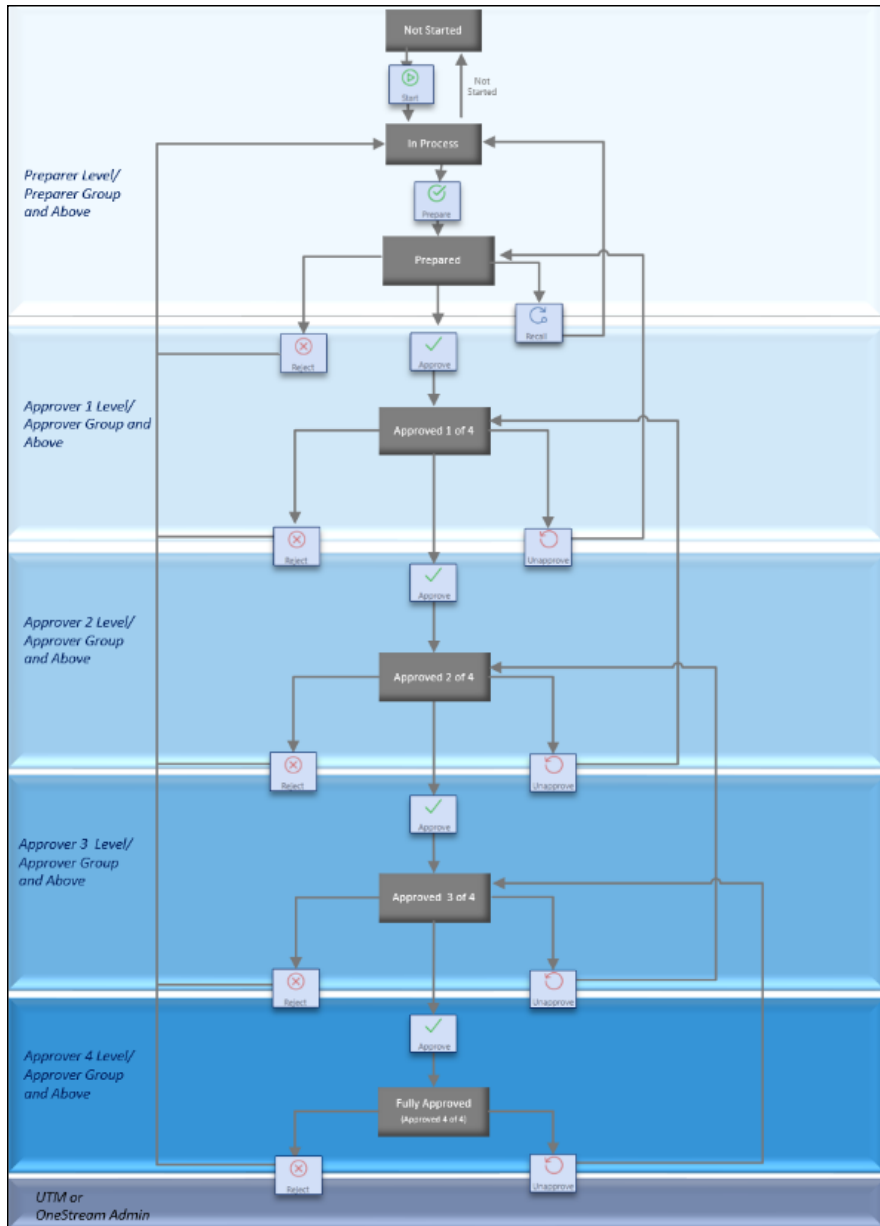 Not Started
Start
Not
Started
In Process
Preparer Level/
Preparer Group
and Above
Prepare
Prepared
Recall
Reject
Approve
Approver 1 Level/
Approver Group and
Above
Approved 1 of 4
Reject
Unapprove
Approve
Approver 2 Level/
Approver Group
and Above
Approved 2 of 4
Reject
Unapprove
Approve
Approver 3 Level/
Approver Group
and Above
Approved 3 of 4
Reject
Unapprove
Approve
Approver 4 Level/
Approver Group
and Above
Fully Approved
(Approved 4 of 4)
Reject
Unapprove
UTM or
OneStream Admin